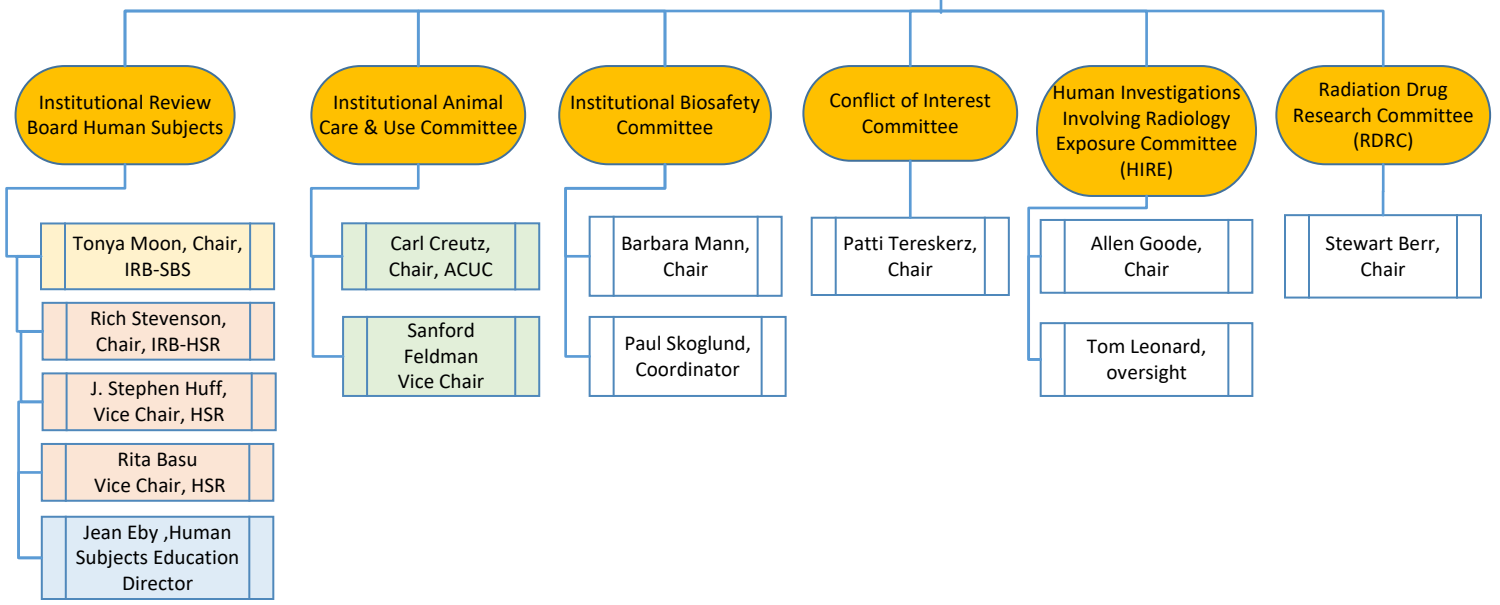 Institutional Review
Board Human Subjects
Institutional Animal
Care & Use Committee
Institutional Biosafety
Committee
Conflict of Interest
Committee
Human Investigations
Involving Radiology
Exposure Committee
(HIRE)
Radiation Drug
Research Committee
(RDRC)
Tonya Moon, Chair,
IRB-SBS
Rich Stevenson,
Chair, IRB-HSR
J. Stephen Huff,
Vice Chair, HSR
Rita Basu
Vice Chair, HSR
Jean Eby ,Human
Subjects Education
Director
Carl Creutz,
Chair, ACUC
Sanford
Feldman
Vice Chair
Barbara Mann,
Chair
Paul Skoglund,
Coordinator
Patti Tereskerz,
Chair
Allen Goode,
Chair
Tom Leonard,
oversight
Stewart Berr,
Chair